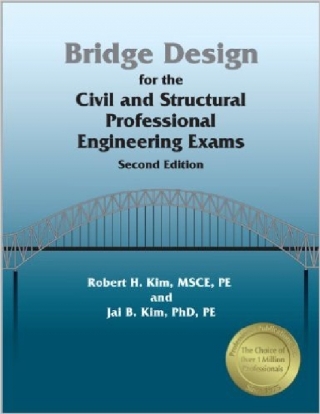 Bridge Design
for the
Civil and Structural
Professional
Engineering Exams
Second Edition
Robert H. Kim, MSCE, PE
and
Jai B. Kim, PhD, PE
The Choice of
Over 1 Million
Professionals